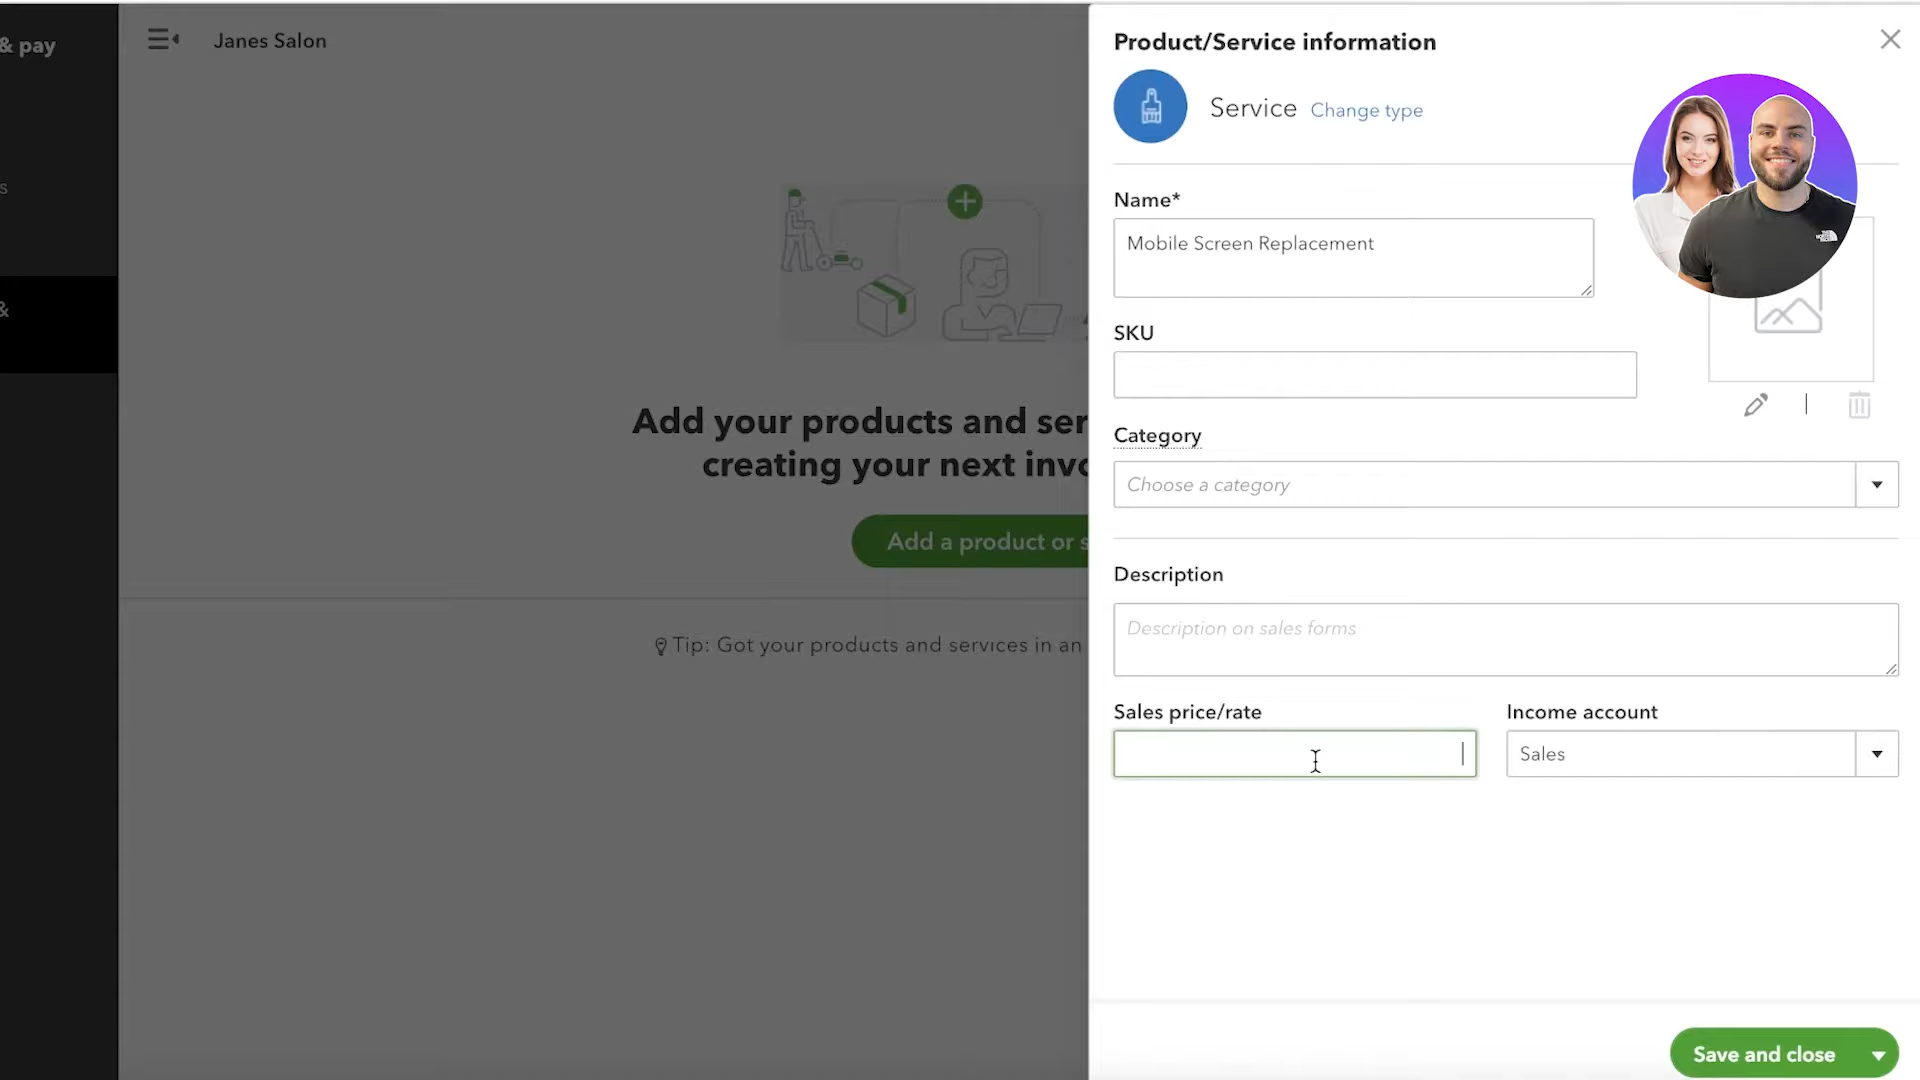 & pay
Janes Salon
s
&
Add your products and ser
creating your next invo
Add a product or s
Tip: Got your products and services in an
Product/Service information
Service Change type
Name*
Mobile Screen Replacement
SKU
Category
Choose a category
Description
Description on sales forms
Sales price/rate
Income account
Sales
Save and close